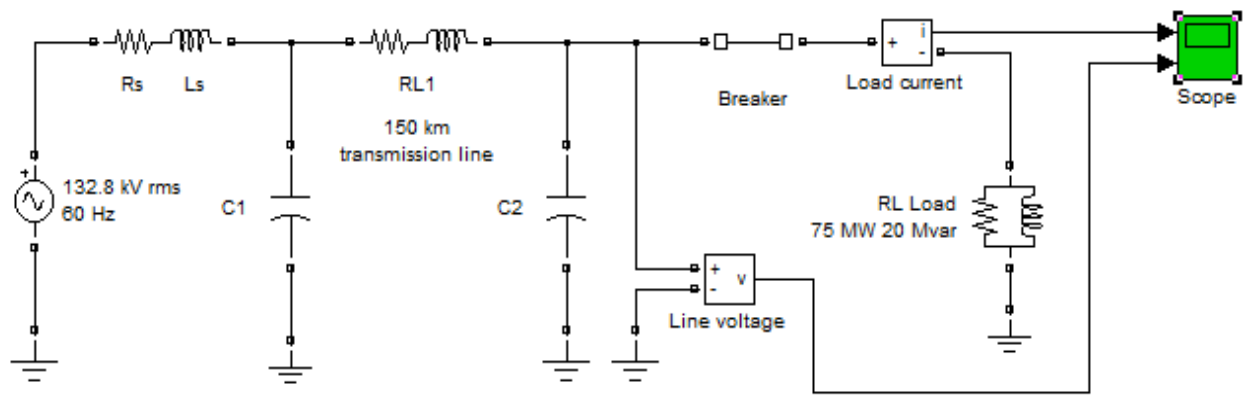 Rs
Ls
RL1
150 km
transmission line
Breaker
+
i
-
Load current
Scope
+
132.8 kV rms
60 Hz
C1
C2
RL Load
75 MW 20 Mvar
+
-
v
Line voltage